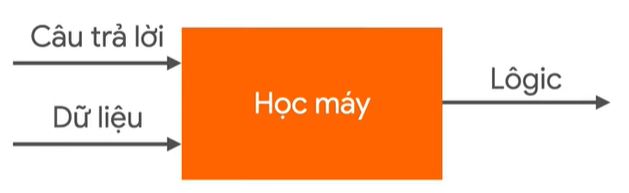 Câu trả lời
Dữ liệu
Học máy
Lôgic